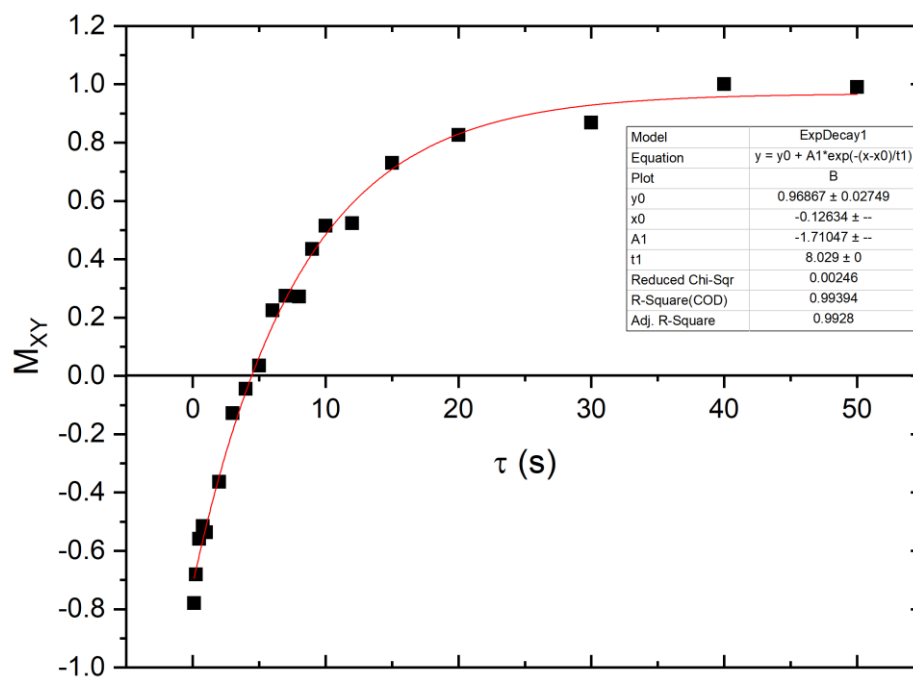 1.2
1.0
0.8
0.6
0.4
0.2
0.0
-0.2
-0.4
-0.6
-0.8
-1.0
M_XY
0 10 20 30 40 50
τ (s)
Model ExpDecay1
Equation y = y0 + A1*exp(-(x-x0)/t1)
Plot B
y0 0.96867 ± 0.02749
x0 -0.12634 ± --
A1 -1.71047 ± --
t1 8.029 ± 0
Reduced Chi-Sqr 0.00246
R-Square(COD) 0.99394
Adj. R-Square 0.9928